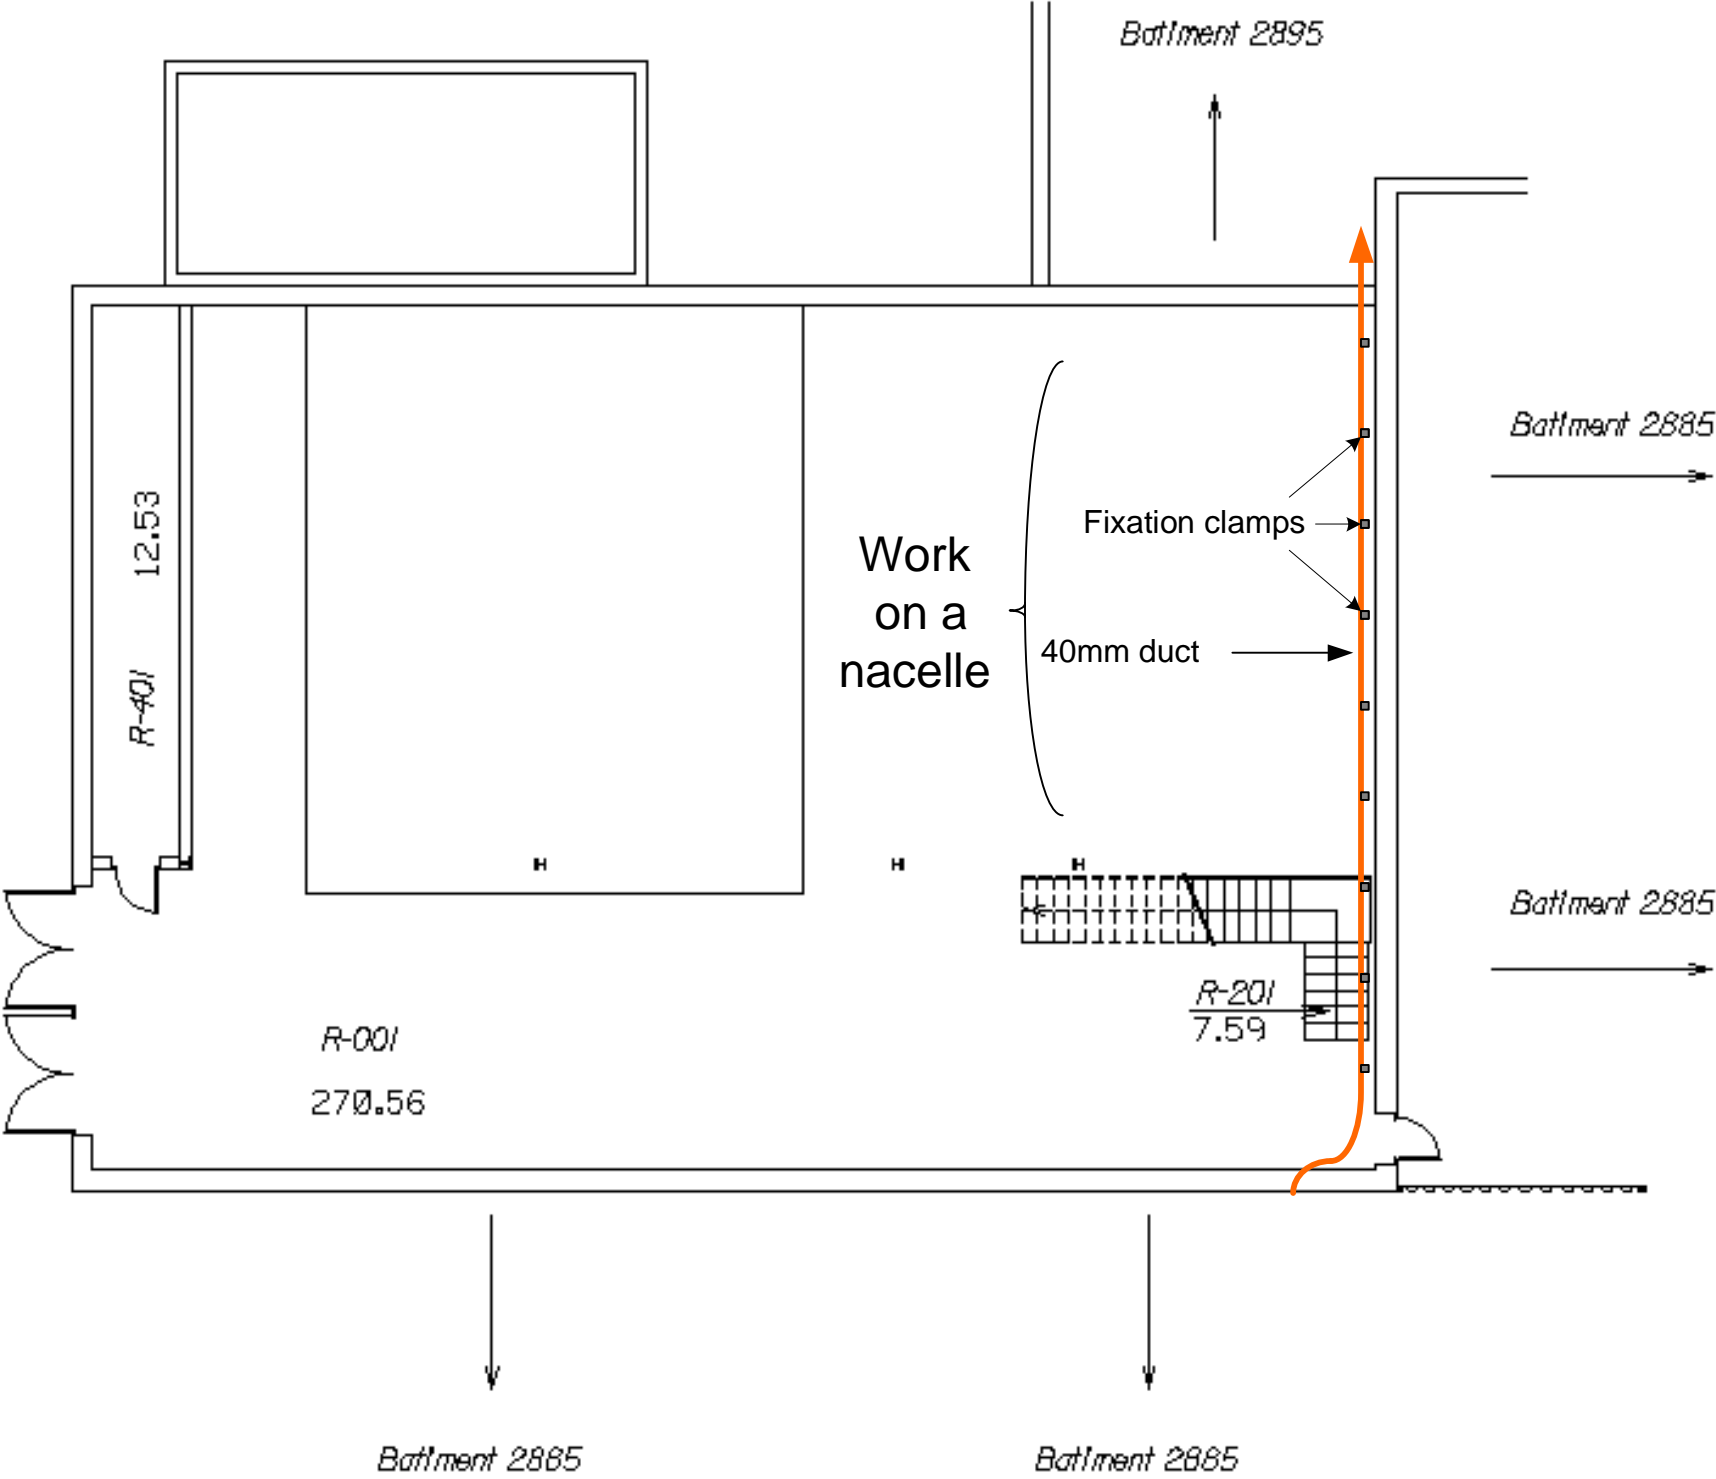 Batiment 2895
Batiment 2885
12.53
Fixation clamps
Work
on a
nacelle
40mm duct
R-401
Batiment 2885
R-201
7.59
R-001
270.56
Batiment 2885
Batiment 2885